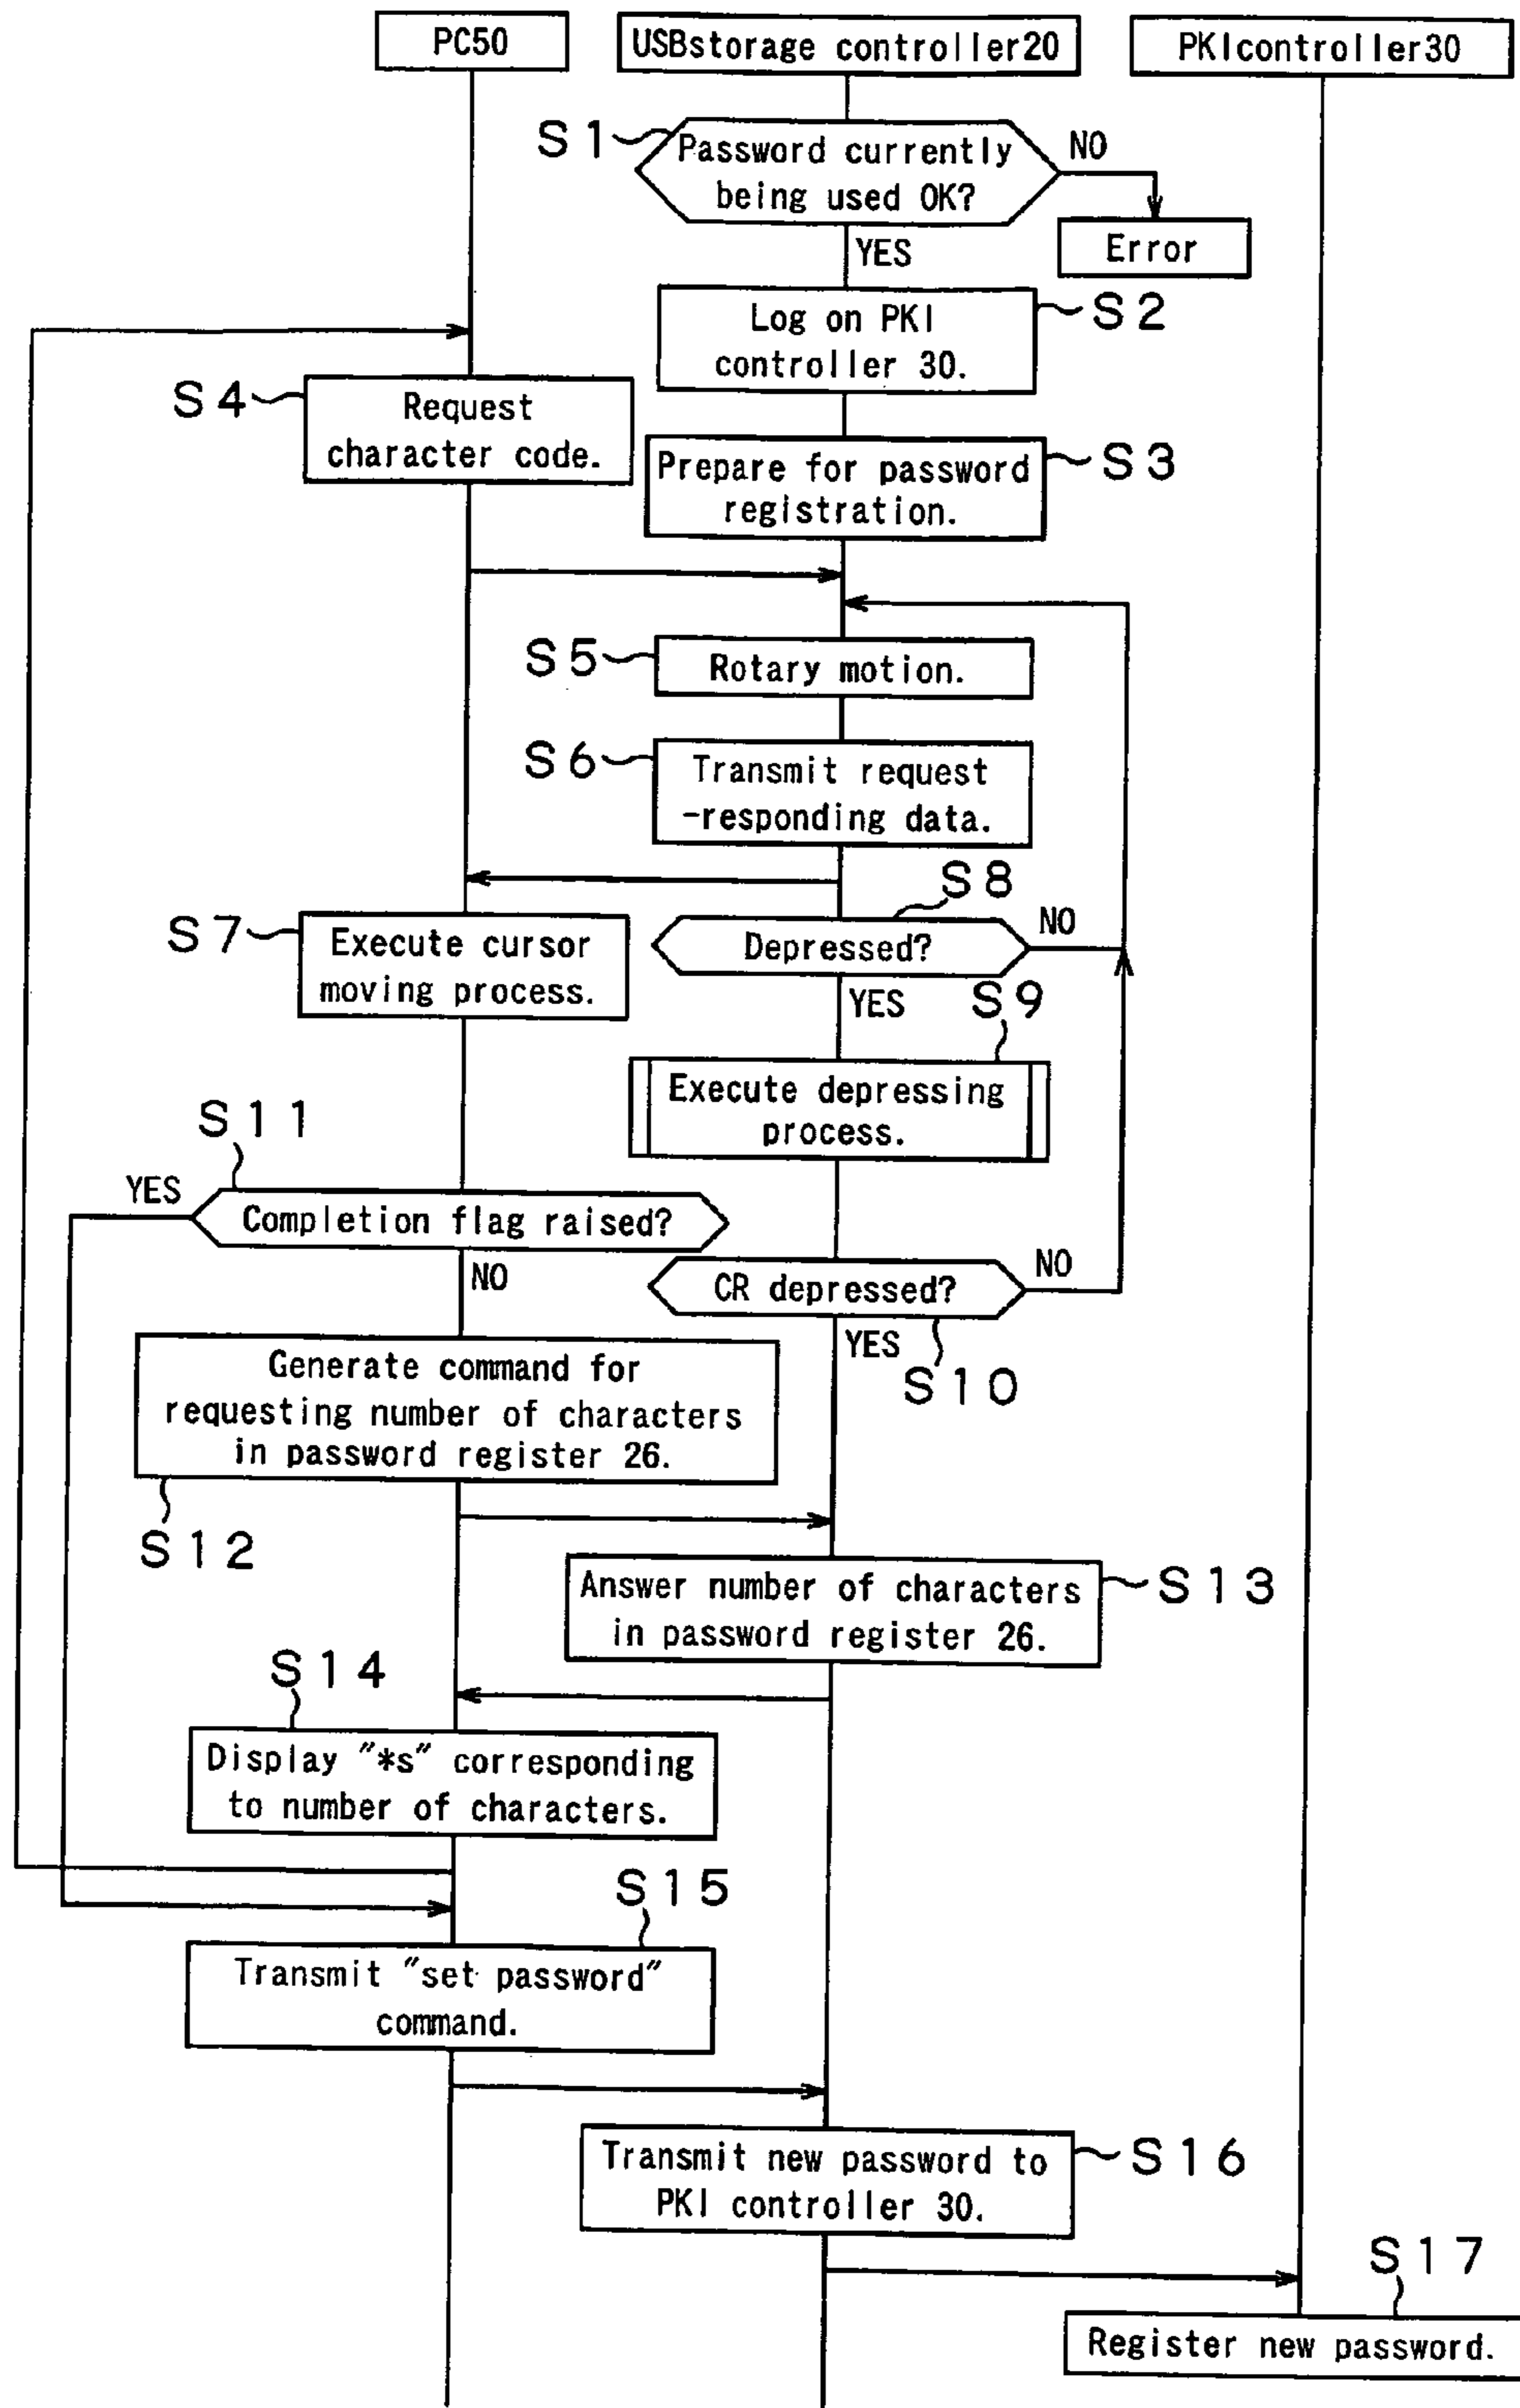 PC50
USBstorage controller20
PKIcontroller30
S1
Password currently
being used OK?
NO
Error
YES
Log on PKI
controller 30.
S2
S4
Request
character code.
Prepare for password
registration.
S3
S5
Rotary motion.
S6
Transmit request
-responding data.
S7
Execute cursor
moving process.
S8
Depressed?
NO
YES
S9
Execute depressing
process.
S11
YES
Completion flag raised?
NO
CR depressed?
NO
YES
S10
Generate command for
requesting number of characters
in password register 26.
S12
Answer number of characters
in password register 26.
S13
S14
Display "*s" corresponding
to number of characters.
S15
Transmit "set password"
command.
Transmit new password to
PKI controller 30.
S16
S17
Register new password.